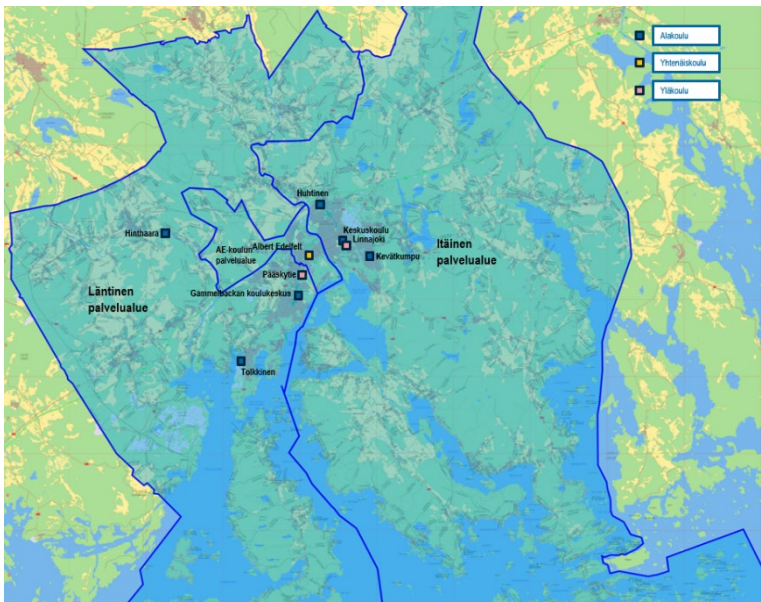 Alakoulu
Yhtenäiskoulu
Yläkoulu
Huhtinen
Hinthaara
Keskuskoulu
Linnajoki
Itäinen
palvelualue
Albert Edelfelt
AE-koulun
palvelualue
Kevätkumpu
Pääskytie
Läntinen
palvelualue
Gammelbackan koulukeskus
Tolkkinen